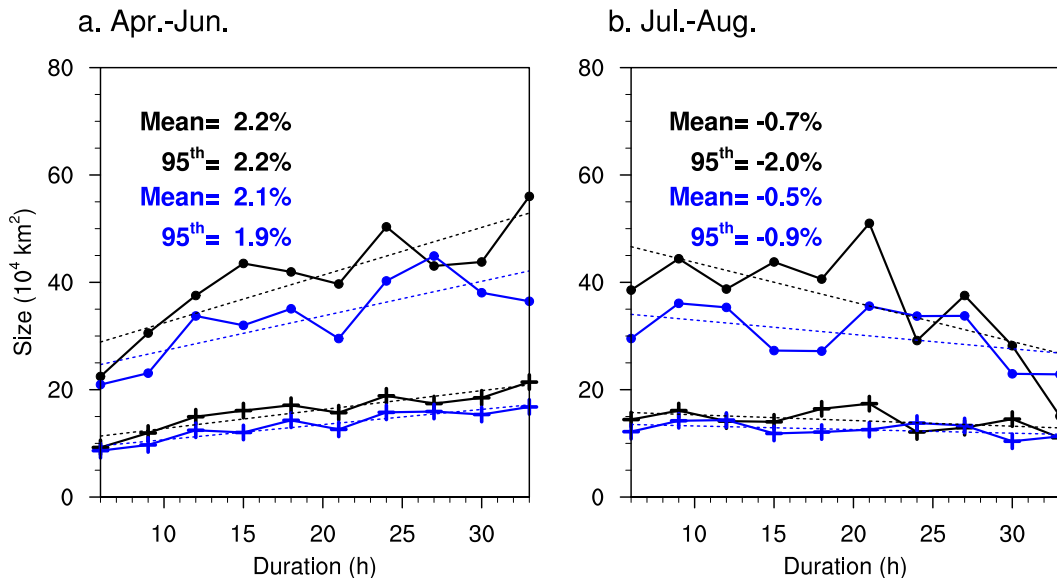 a. Apr.-Jun.
80
60
40
20
0
Size (10⁴ km²)
Mean= 2.2%
95ᵗʰ= 2.2%
Mean= 2.1%
95ᵗʰ= 1.9%
10 15 20 25 30
Duration (h)
b. Jul.-Aug.
80
60
40
20
0
Mean= -0.7%
95ᵗʰ= -2.0%
Mean= -0.5%
95ᵗʰ= -0.9%
10 15 20 25 30
Duration (h)